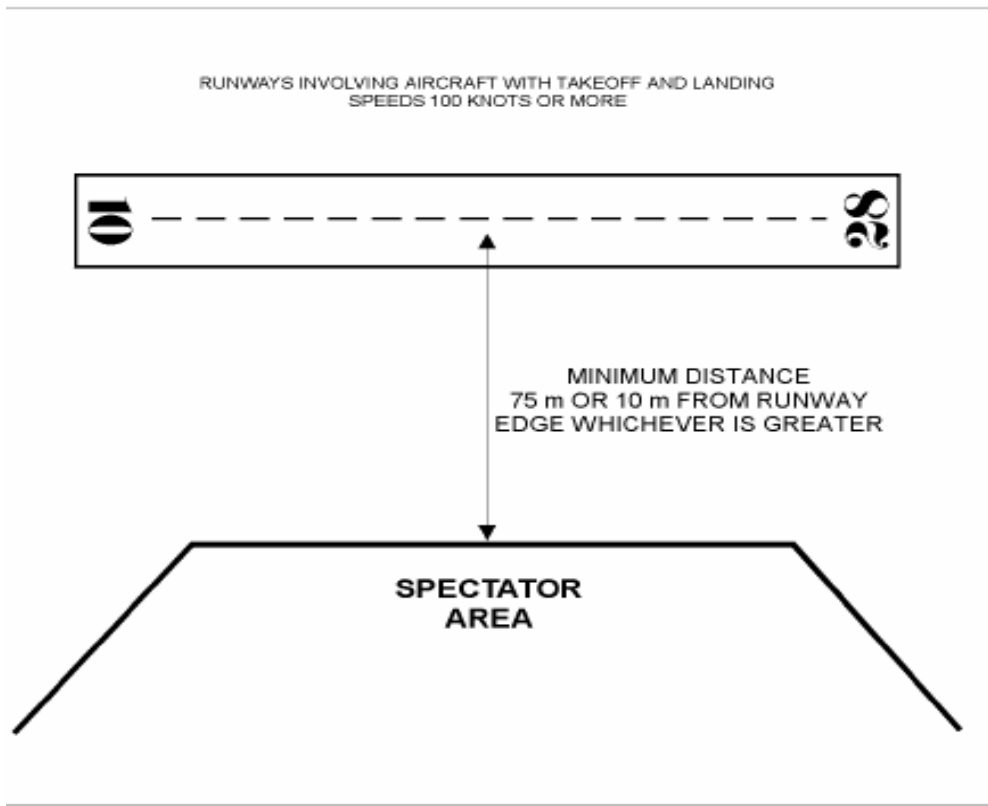 RUNWAYS INVOLVING AIRCRAFT WITH TAKEOFF AND LANDING
SPEEDS 100 KNOTS OR MORE
10
28
MINIMUM DISTANCE
75 m OR 10 m FROM RUNWAY
EDGE WHICHEVER IS GREATER
SPECTATOR
AREA